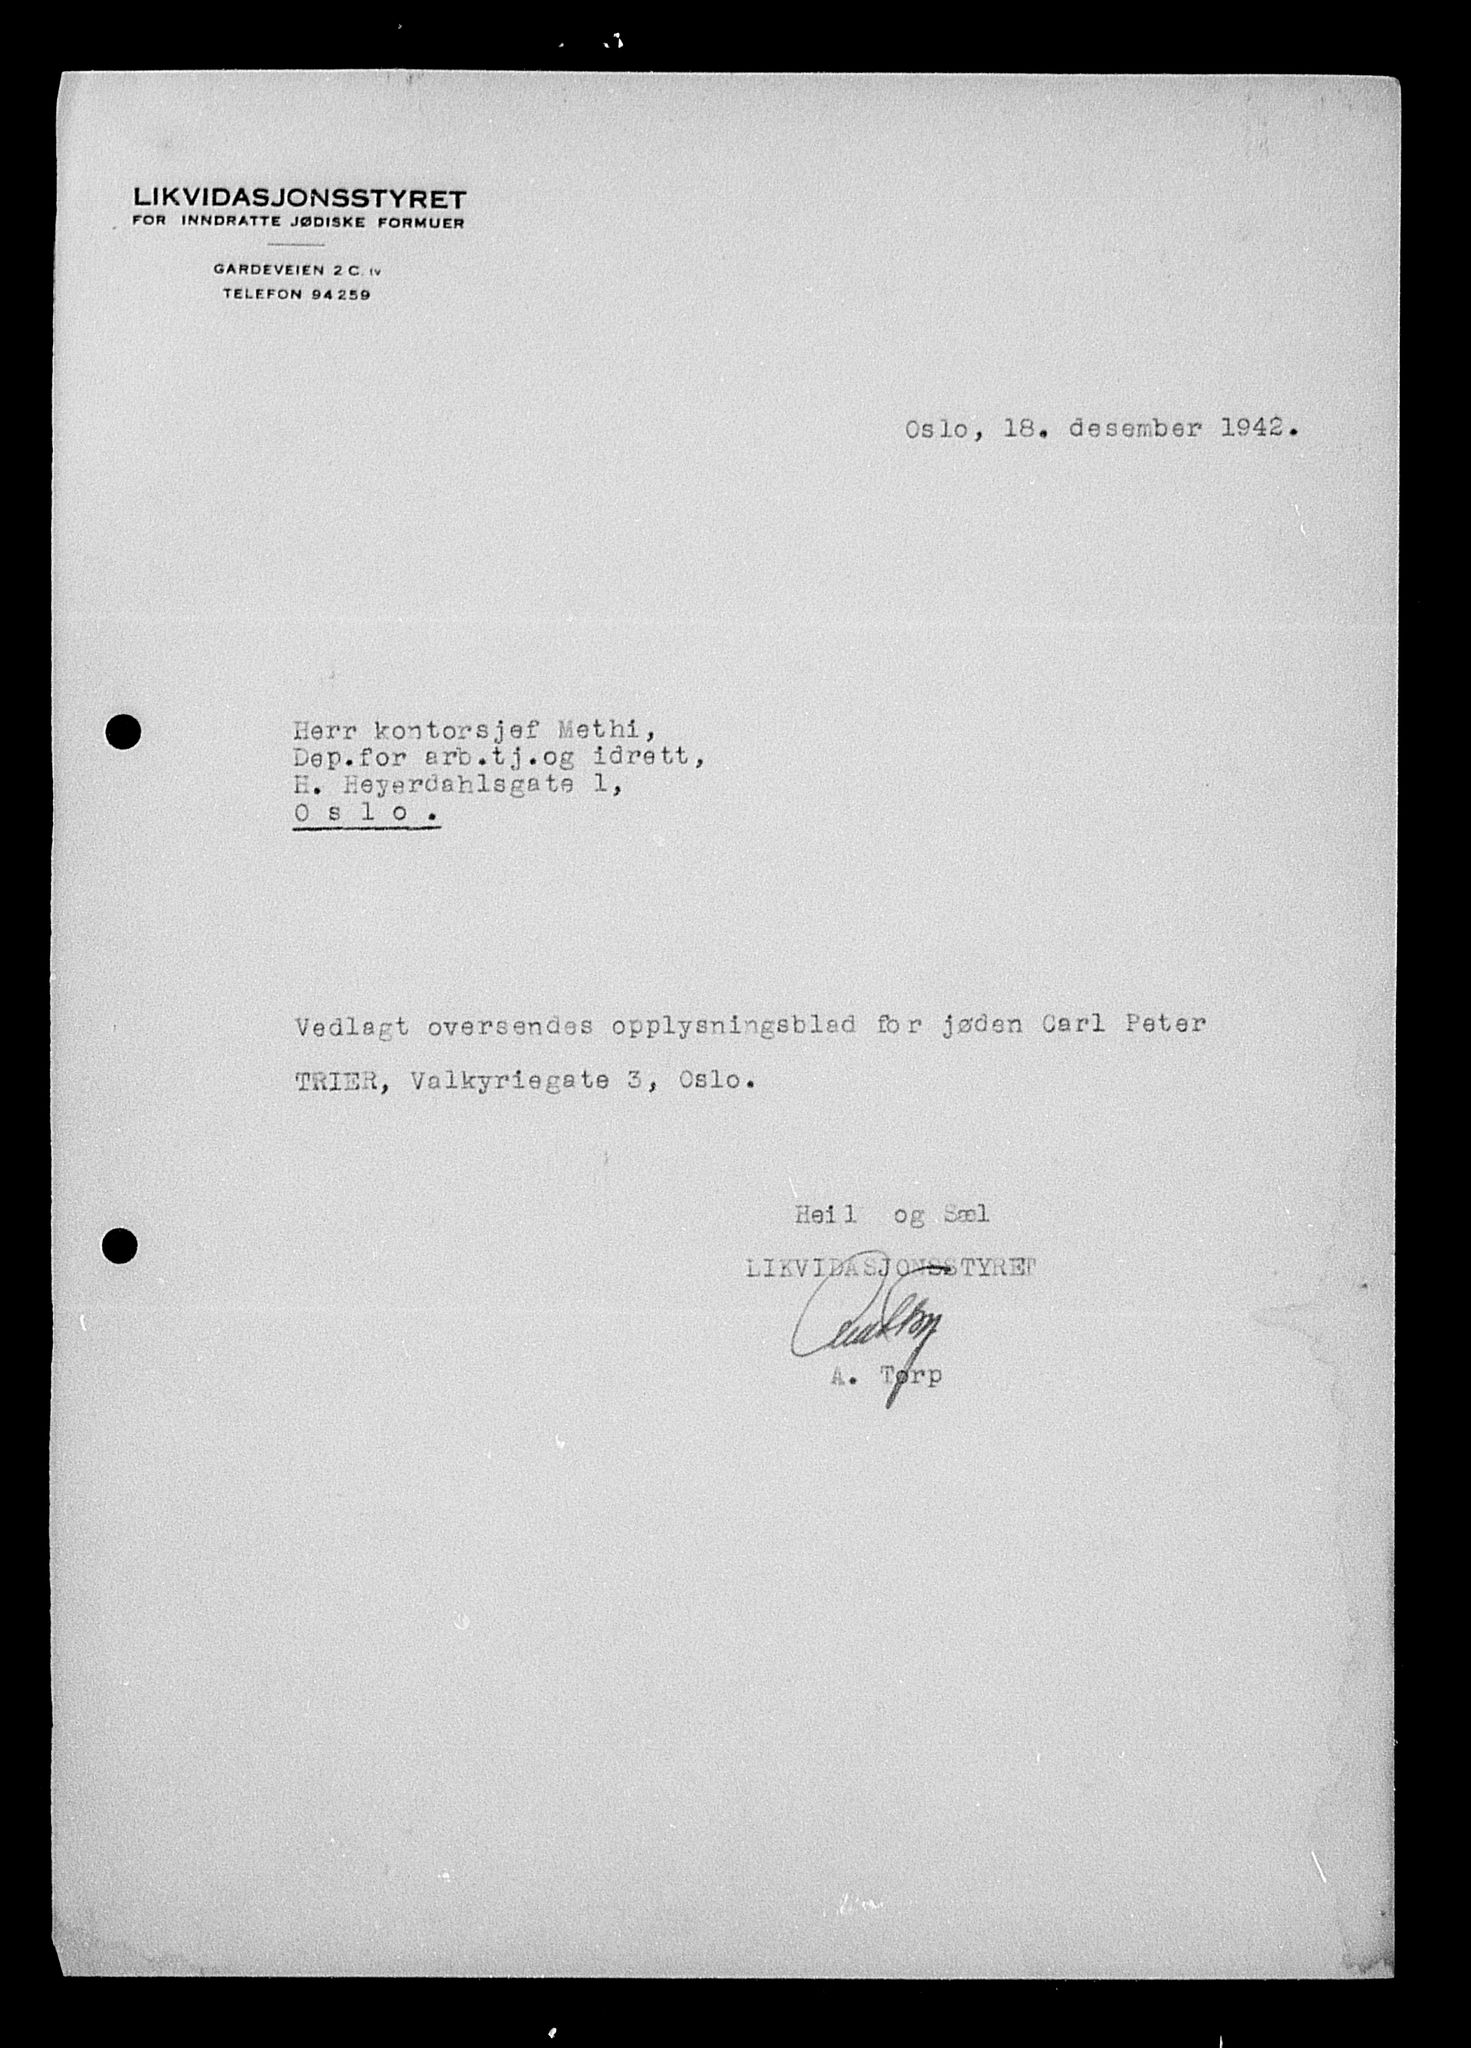 LIKVIDASJONSSTYRET
FOR INNDRATTE JØDISKE FORMUER
GARDEVEIEN 2 C. IV
TELEFON 94259
Oslo, 18. desember 1942.
Herr kontorsjef Methi,
Dep.for arb.tj.og idrett,
H. Heyerdahlsgate 1,
O s l o .
Vedlagt oversendes opplysningsblad for jøden Carl Peter
TRIER, Valkyriegate 3, Oslo.
Heil og Sæl
LIKVIDASJONSSTYRET
A. Torp